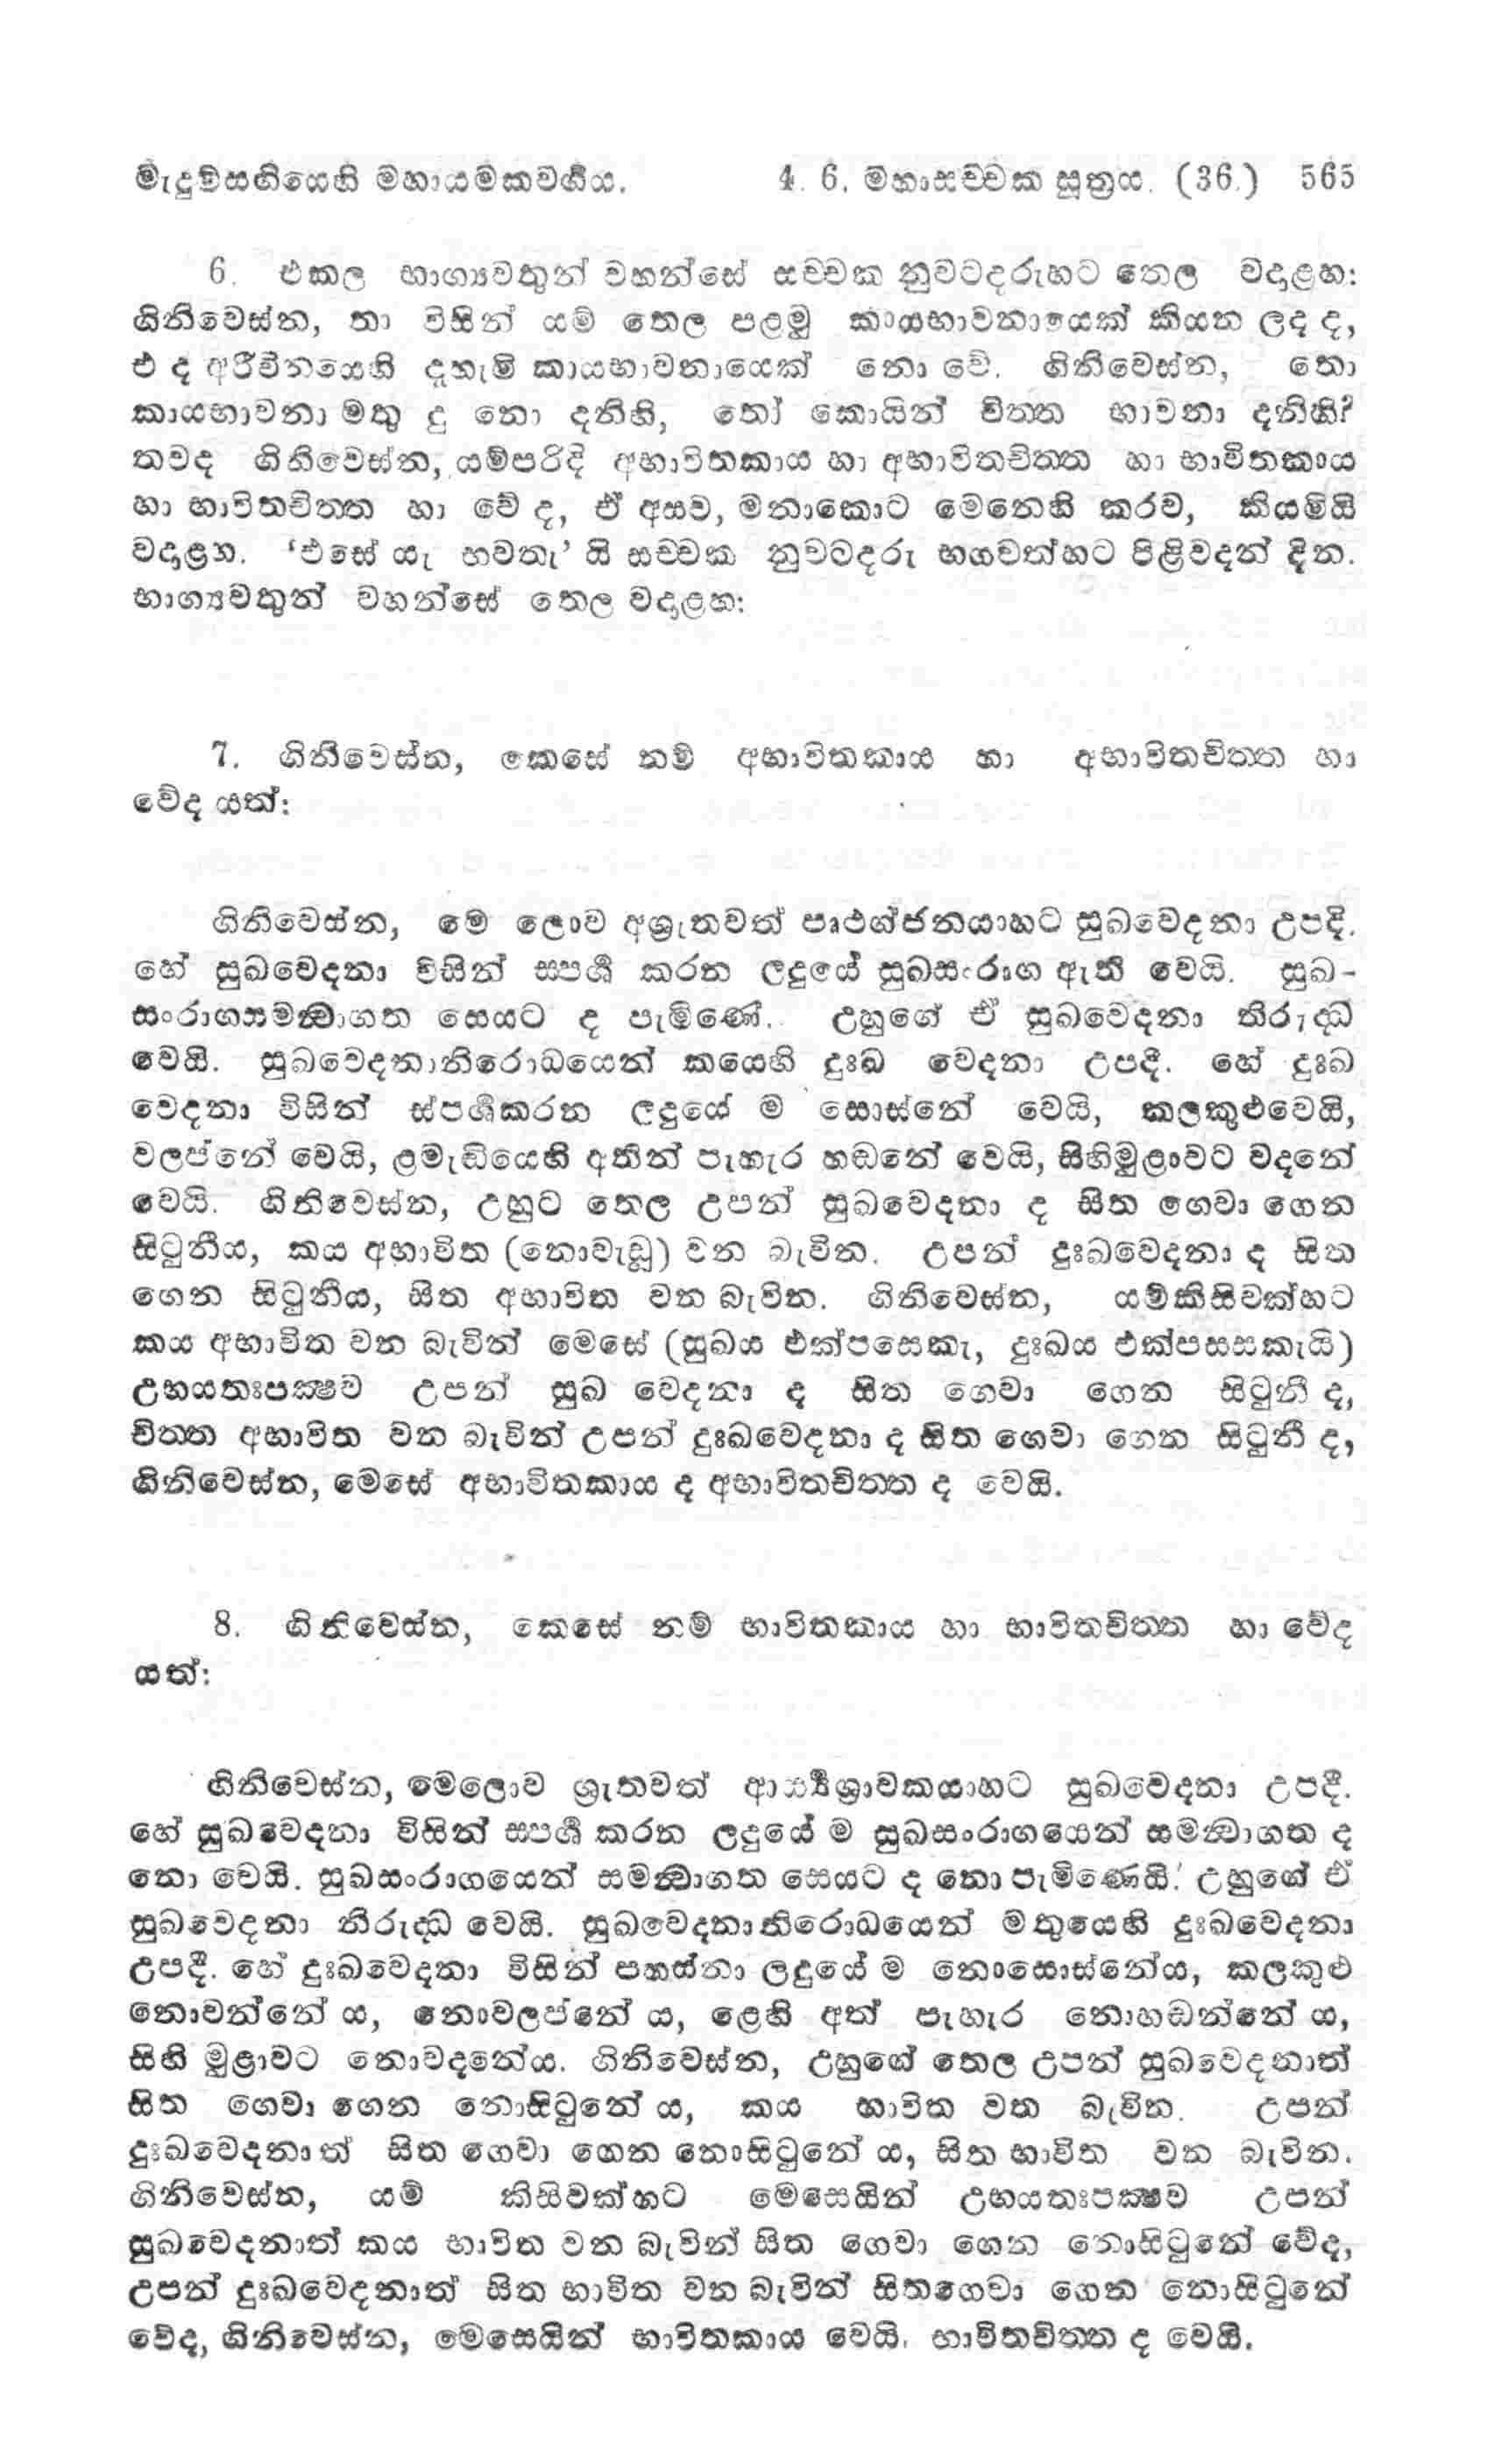 මැදුම්සඟියෙහි මහායමකවර්‍ගය. 4. 6. මහාසච්චක සූත්‍රය. (36.) 565
6. එකල භාග්‍යවතුන් වහන්සේ සච්චක නුවටදරුහට තෙල වදාළහ:
ගිනිවෙස්න, තා විසින් යම් තෙල පළමු කායභාවනායෙක් කියන ලද ද,
එ ද අරීවිනයෙහි දැහැමි කායභාවනායෙක් නො වේ. ගිනිවෙස්න, තො
කායභාවනා මතු දු නො දනිහි, තෝ කොයින් චිත්ත භාවනා දනිහි?
තවද ගිනිවෙස්න, යම්පරිදි අභාවිතකාය හා අභාවිතචිත්ත හා භාවිතකාය
හා භාවිතචිත්ත හා වේ ද, ඒ අසව, මනාකොට මෙනෙහි කරව, කියමියි
වදාළහ. ‘එසේ යැ භවතැ’ යි සච්චක නුවටදරු භගවත්හට පිළිවදන් දින.
භාග්‍යවතුන් වහන්සේ තෙල වදාළහ:
7. ගිනිවෙස්න, කෙසේ නම් අභාවිතකාය හා අභාවිතචිත්ත හා
වේද යත්:
ගිනිවෙස්න, මෙ ලොව අශ්‍රැතවත් පෘථග්ජනයාහට සුඛවෙදනා උපදි.
හේ සුඛවෙදනා විසින් ස්පර්‍ශ කරන ලදුයේ සුඛසංරාග ඇති වෙයි. සුඛ-
සංරාගසමන්‍වාගත සෙයට ද පැමිණේ. උහුගේ ඒ සුඛවෙදනා නිරුද්‍ධ
වෙයි. සුඛවෙදනානිරොධයෙන් කයෙහි දුඃඛ වෙදනා උපදී. හේ දුඃඛ
වෙදනා විසින් ස්පර්‍ශකරන ලදුයේ ම සොස්නේ වෙයි, කලකුළුවෙයි,
වලප්නේ වෙයි, ළමැඬියෙහි අතින් පැහැර හඬනේ වෙයි, සිහිමුළාවට වදනේ
වෙයි. ගිනිවෙස්න, උහුට තෙල උපන් සුඛවෙදනා ද සිත ගෙවා ගෙන
සිටුනීය, කය අභාවිත (නොවැඩූ) වන බැවින. උපන් දුඃඛවෙදනා ද සිත
ගෙන සිටුනීය, සිත අභාවිත වන බැවින. ගිනිවෙස්න, යම්කිසිවක්හට
කය අභාවිත වන බැවින් මෙසේ (සුඛය එක්පසෙකැ, දුඃඛය එක්පසසකැයි)
උභයතඃපක්‍ෂව උපන් සුඛ වෙදනා ද සිත ගෙවා ගෙන සිටුනී ද,
චිත්ත අභාවිත වන බැවින් උපන් දුඃඛවෙදනා ද සිත ගෙවා ගෙන සිටුනී ද,
ගිනිවෙස්න, මෙසේ අභාවිතකාය ද අභාවිතචිත්ත ද වෙයි.
8. ගිනිවෙස්න, කෙසේ නම් භාවිතකාය හා භාවිතචිත්ත හා වේද
යත්:
ගිනිවෙස්න, මෙලොව ශ්‍රැතවත් ආර්‍ය්‍යශ්‍රාවකයාහට සුඛවෙදනා උපදී.
හේ සුඛවෙදනා විසින් ස්පර්‍ශ කරන ලදුයේ ම සුඛසංරාගයෙන් සමන්‍වාගත ද
නො වෙයි. සුඛසංරාගයෙන් සමන්‍වාගත සෙයට ද නො පැමිණෙයි. උහුගේ ඒ
සුඛවෙදනා නිරුද්‍ධ වෙයි. සුඛවෙදනානිරොධයෙන් මතුයෙහි දුඃඛවෙදනා
උපදී. හේ දුඃඛවෙදනා විසින් පහස්නා ලදුයේ ම නොසොස්නේය, කලකුළු
නොවන්නේ ය, නොවලප්නේ ය, ළෙහි අත් පැහැර නොහඬන්නේ ය,
සිහි මුළාවට නොවදනේය. ගිනිවෙස්න, උහුගේ තෙල උපන් සුඛවෙදනාත්
සිත ගෙවා ගෙන නොසිටුනේ ය, කය භාවිත වන බැවින. උපන්
දුඃඛවෙදනාත් සිත ගෙවා ගෙන නොසිටුනේ ය, සිත භාවිත වන බැවින.
ගිනිවෙස්න, යම් කිසිවක්හට මෙසෙයින් උභයතඃපක්‍ෂව උපන්
සුඛවෙදනාත් කය භාවිත වන බැවින් සිත ගෙවා ගෙන නොසිටුනේ වේද,
උපන් දුඃඛවෙදනාත් සිත භාවිත වන බැවින් සිතගෙවා ගෙන නොසිටුනේ
වේද, ගිනිවෙස්න, මෙසෙයින් භාවිතකාය වෙයි. භාවිතචිත්ත ද වෙයි.